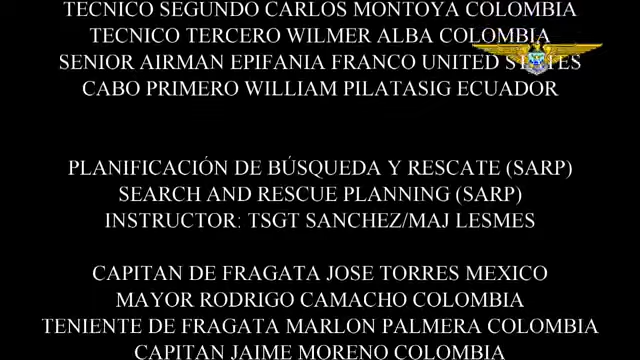 TECNICO SEGUNDO CARLOS MONTOYA COLOMBIA
TECNICO TERCERO WILMER ALBA COLOMBIA
SENIOR AIRMAN EPIFANIA FRANCO UNITED STATES
CABO PRIMERO WILLIAM PILATASIG ECUADOR
PLANIFICACIÓN DE BÚSQUEDA Y RESCATE (SARP)
SEARCH AND RESCUE PLANNING (SARP)
INSTRUCTOR: TSGT SANCHEZ/MAJ LESMES
CAPITAN DE FRAGATA JOSE TORRES MEXICO
MAYOR RODRIGO CAMACHO COLOMBIA
TENIENTE DE FRAGATA MARLON PALMERA COLOMBIA
CAPITAN JAIME MORENO COLOMBIA